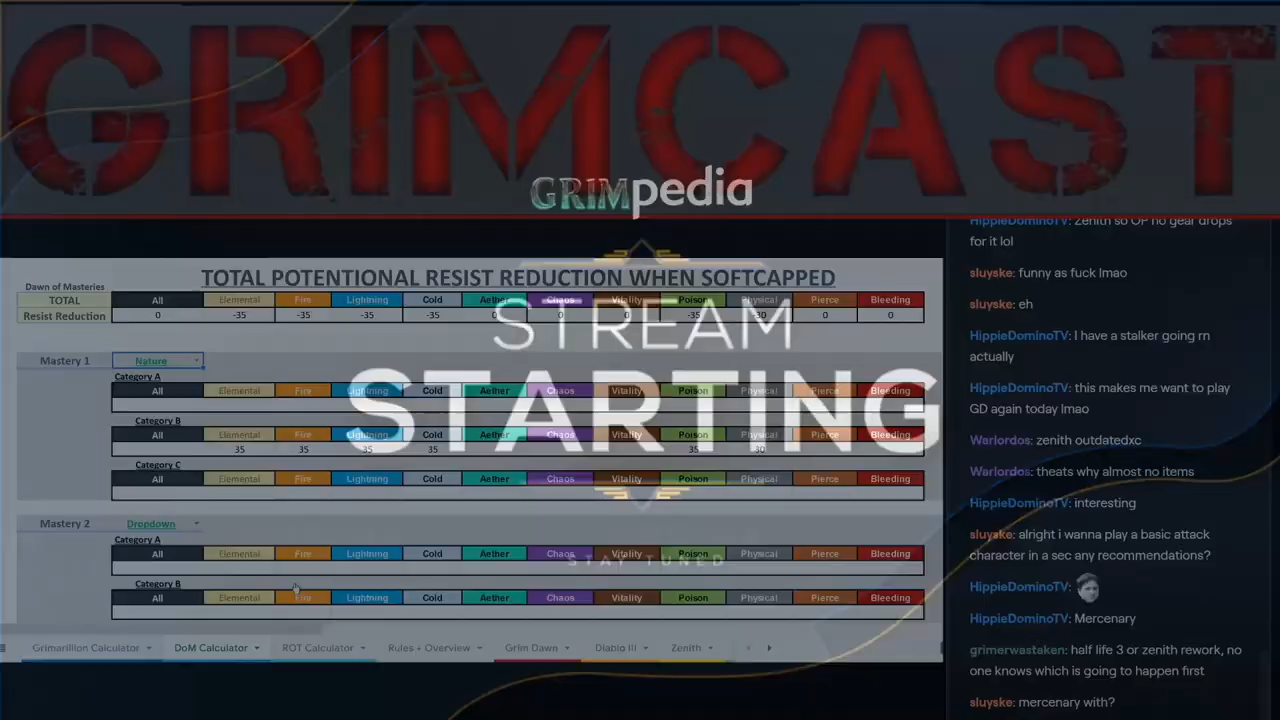 GRIMCAST
GRIMpedia
TOTAL POTENTIONAL RESIST REDUCTION WHEN SOFTCAPPED
Dawn of Masteries
TOTAL All Elemental Fire Lightning Cold Aether Chaos Vitality Poison Physical Pierce Bleeding
Resist Reduction 0 -35 -35 -35 -35 0 0 0 -35 -30 0 0
STREAM
STARTING
STAY TUNED
Mastery 1 Nature
Category A
All Elemental Fire Lightning Cold Aether Chaos Vitality Poison Physical Pierce Bleeding
Category B
All Elemental Fire Lightning Cold Aether Chaos Vitality Poison Physical Pierce Bleeding
35 35 35 35 35 30
Category C
All Elemental Fire Lightning Cold Aether Chaos Vitality Poison Physical Pierce Bleeding
Mastery 2 Dropdown
Category A
All Elemental Fire Lightning Cold Aether Chaos Vitality Poison Physical Pierce Bleeding
Category B
All Elemental Fire Lightning Cold Aether Chaos Vitality Poison Physical Pierce Bleeding
Grimarillion Calculator DoM Calculator ROT Calculator Rules + Overview Grim Dawn Diablo III Zenith
HippieDominoTV: Zenith so OP no gear drops
for it lol
sluyske: funny as fuck lmao
sluyske: eh
HippieDominoTV: I have a stalker going rn
actually
HippieDominoTV: this makes me want to play
GD again today lmao
Warlordos: zenith outdatedxc
Warlordos: theats why almost no items
HippieDominoTV: interesting
sluyske: alright i wanna play a basic attack
character in a sec any recommendations?
HippieDominoTV:
HippieDominoTV: Mercenary
grimerwastaken: half life 3 or zenith rework, no
one knows which is going to happen first
sluyske: mercenary with?